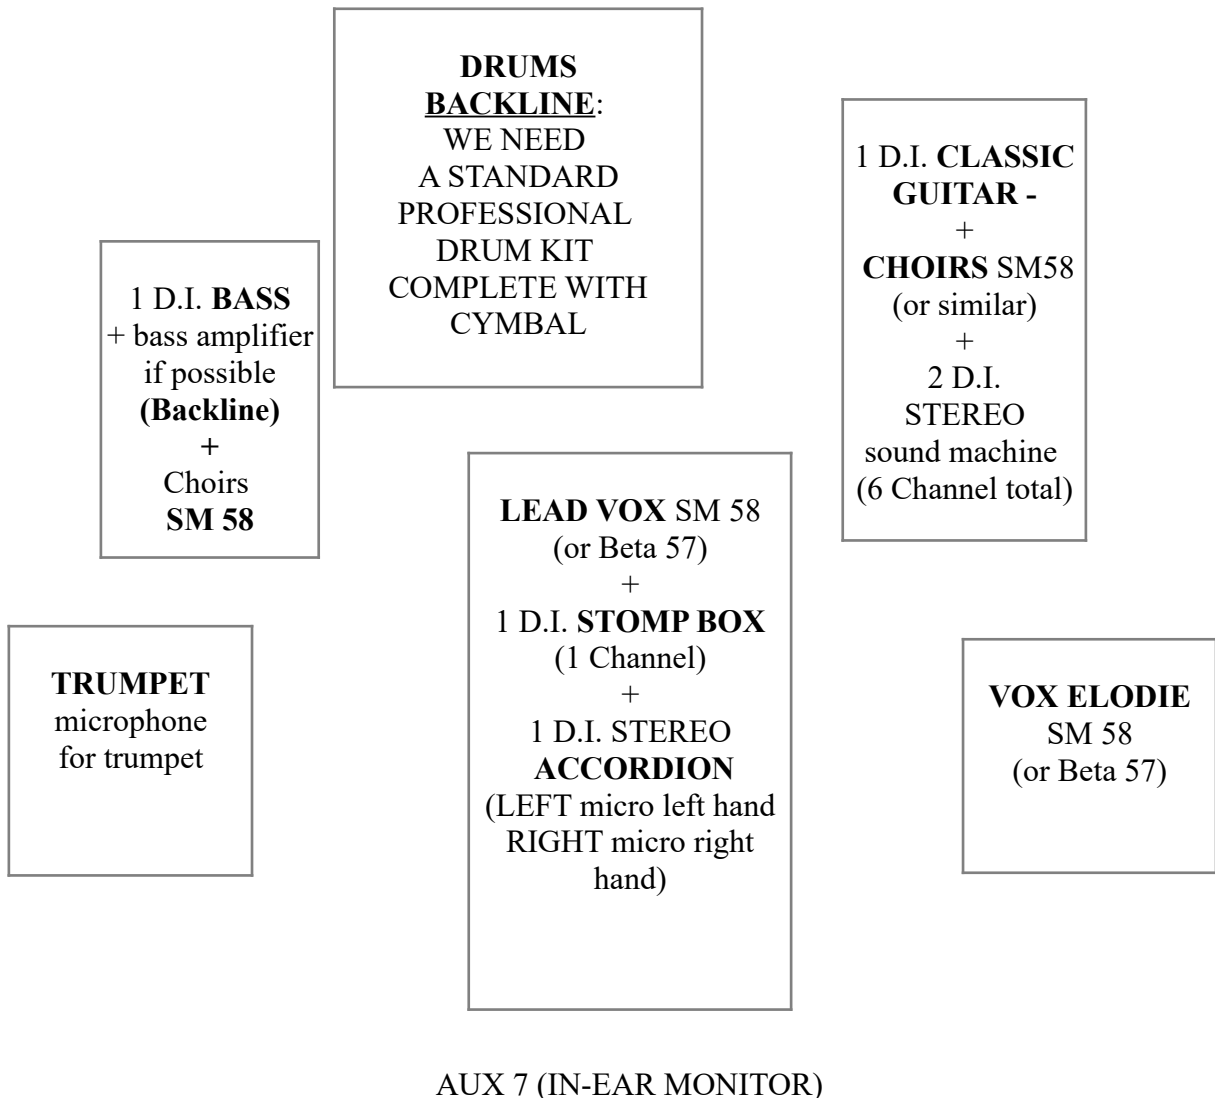 DRUMS
BACKLINE:
WE NEED
A STANDARD
PROFESSIONAL
DRUM KIT
COMPLETE WITH
CYMBAL
1 D.I. CLASSIC
GUITAR -
+
CHOIRS SM58
(or similar)
+
2 D.I.
STEREO
sound machine
(6 Channel total)
1 D.I. BASS
+ bass amplifier
if possible
(Backline)
+
Choirs
SM 58
LEAD VOX SM 58
(or Beta 57)
+
1 D.I. STOMP BOX
(1 Channel)
+
1 D.I. STEREO
ACCORDION
(LEFT micro left hand
RIGHT micro right
hand)
TRUMPET
microphone
for trumpet
VOX ELODIE
SM 58
(or Beta 57)
AUX 7 (IN-EAR MONITOR)